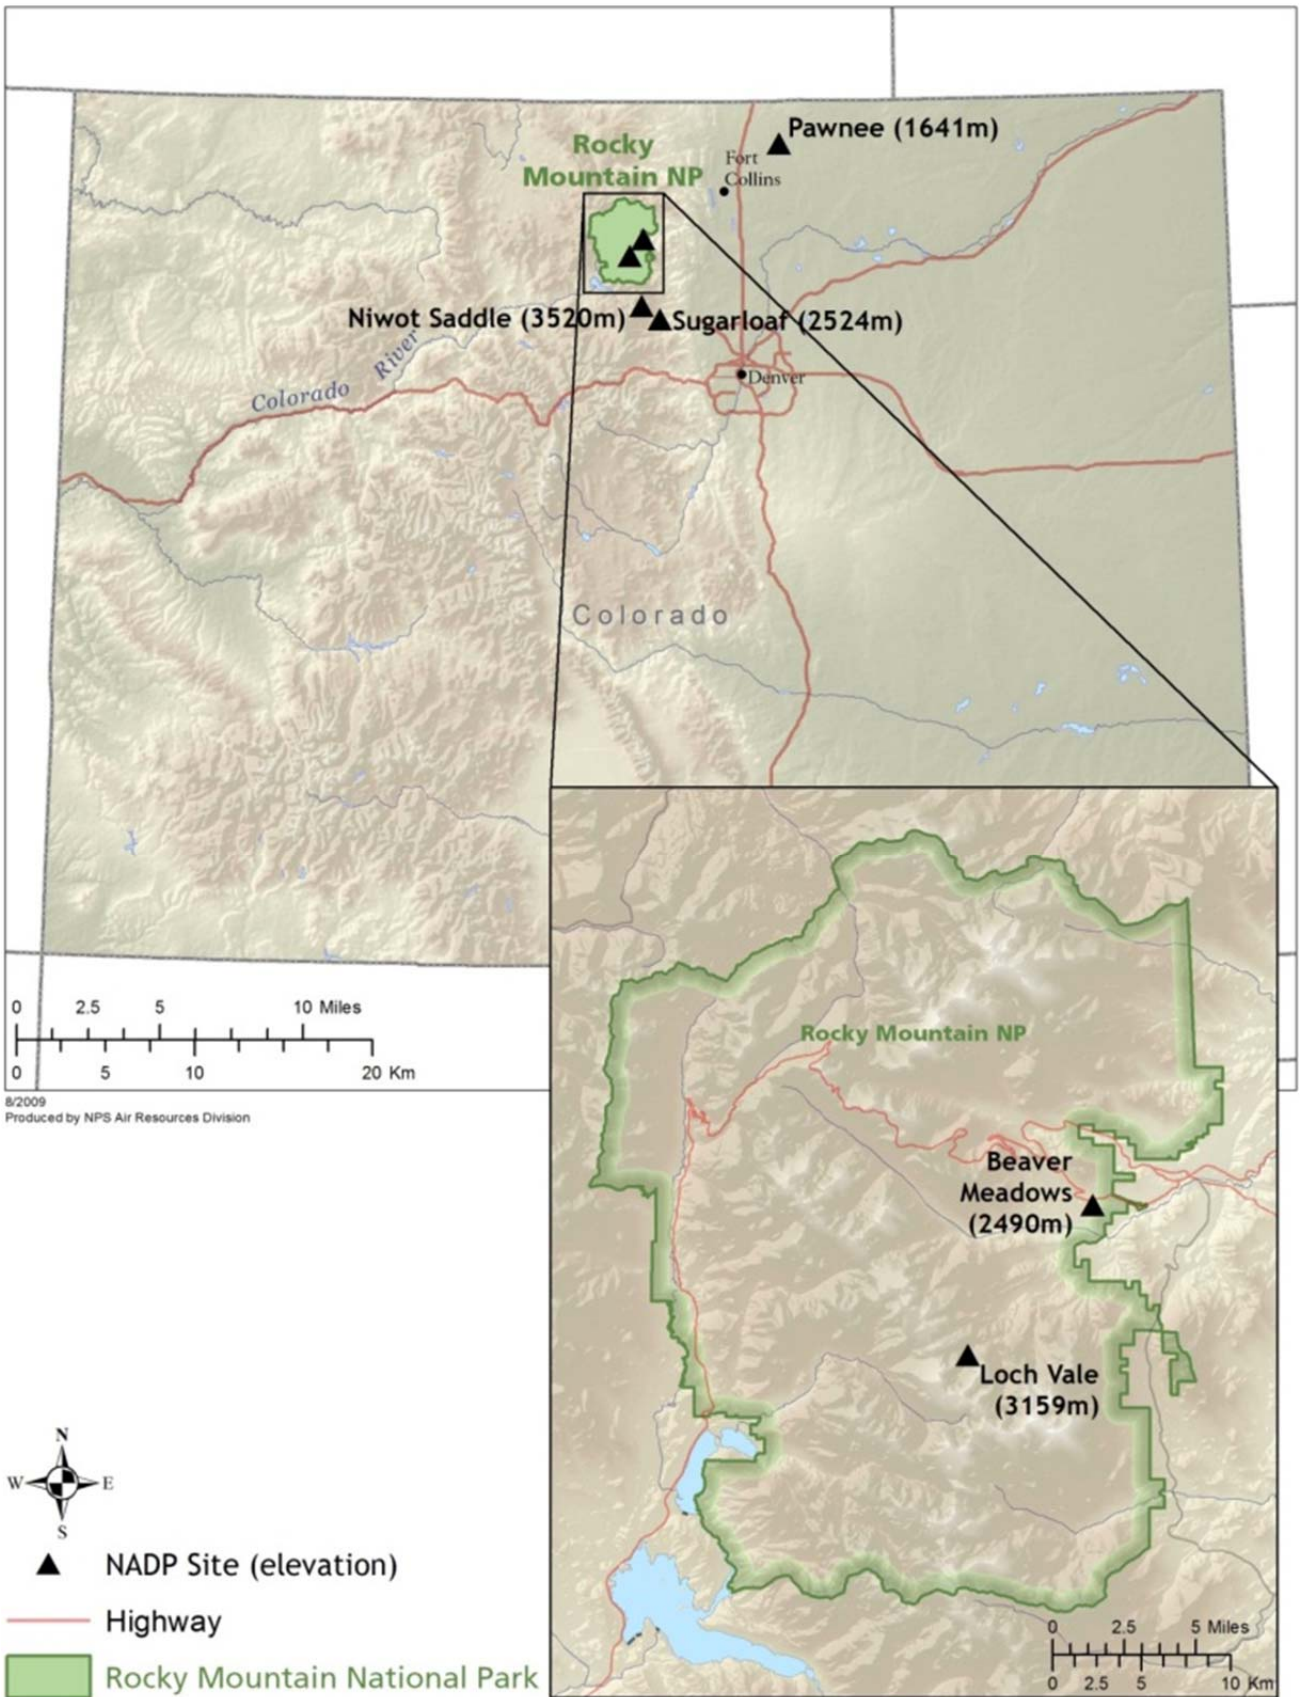 Pawnee (1641m)
Rocky
Mountain NP
Fort
Collins
Niwot Saddle (3520m)
Sugarloaf (2524m)
Colorado River
Denver
Colorado
0 2.5 5 10 Miles
0 5 10 20 Km
8/2009
Produced by NPS Air Resources Division
Rocky Mountain NP
Beaver
Meadows
(2490m)
Loch Vale
(3159m)
N
W E
S
NADP Site (elevation)
Highway
Rocky Mountain National Park
0 2.5 5 Miles
0 2.5 5 10 Km